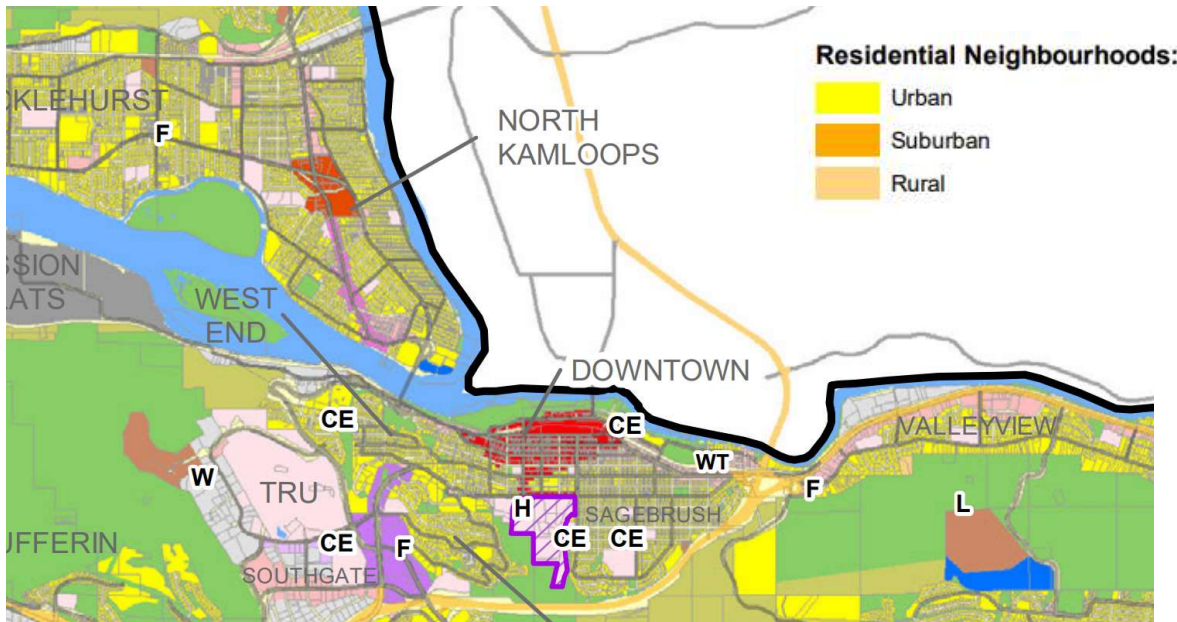 Residential Neighbourhoods:
Urban
Suburban
Rural
CKLEHURST
F
NORTH
KAMLOOPS
SSION
LATS
WEST
END
DOWNTOWN
CE
CE
VALLEYVIEW
WT
W
TRU
F
H
SAGEBRUSH
L
UFFERIN
CE
F
CE
CE
SOUTHGATE